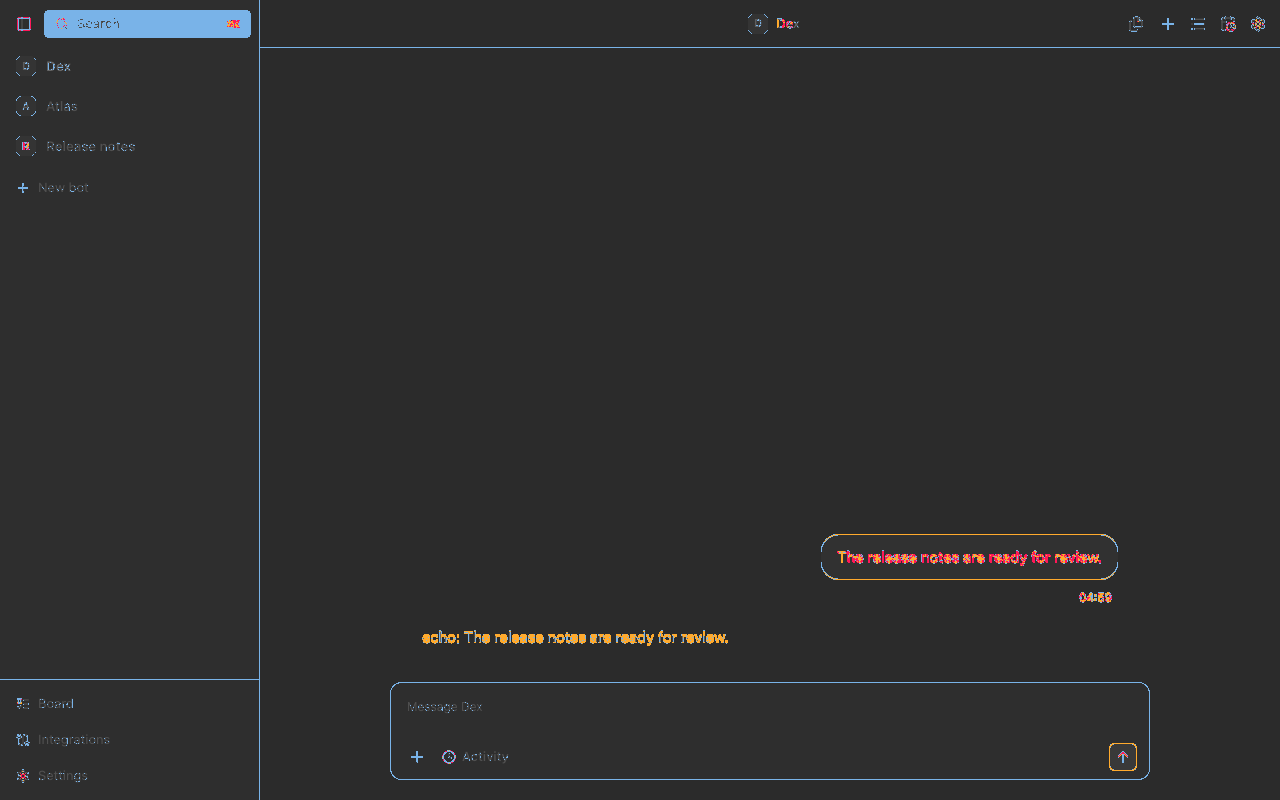 Search ⌘K
D Dex
A Atlas
R Release notes
New bot
Board
Integrations
Settings
D Dex
The release notes are ready for review.
04:59
echo: The release notes are ready for review.
Message Dex
Activity